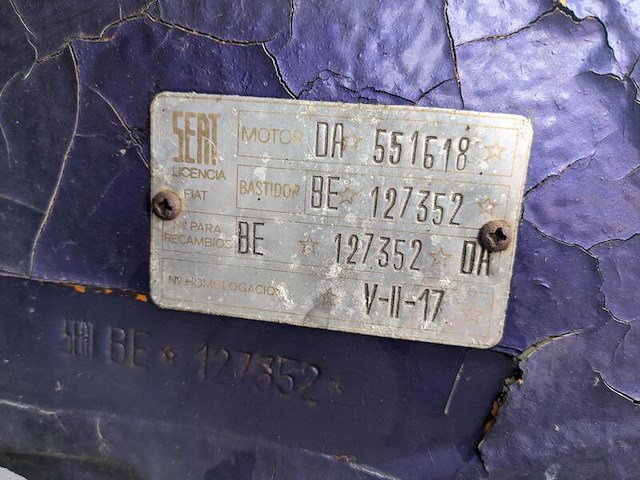 SEAT
LICENCIA
FIAT
MOTOR DA☆ 551618☆
BASTIDOR BE☆ 127352☆
Nº PARA
RECAMBIOS BE ☆ 127352☆ DA
Nº HOMOLOGACION ☆ V-II-17☆
SEAT BE☆ 127352☆